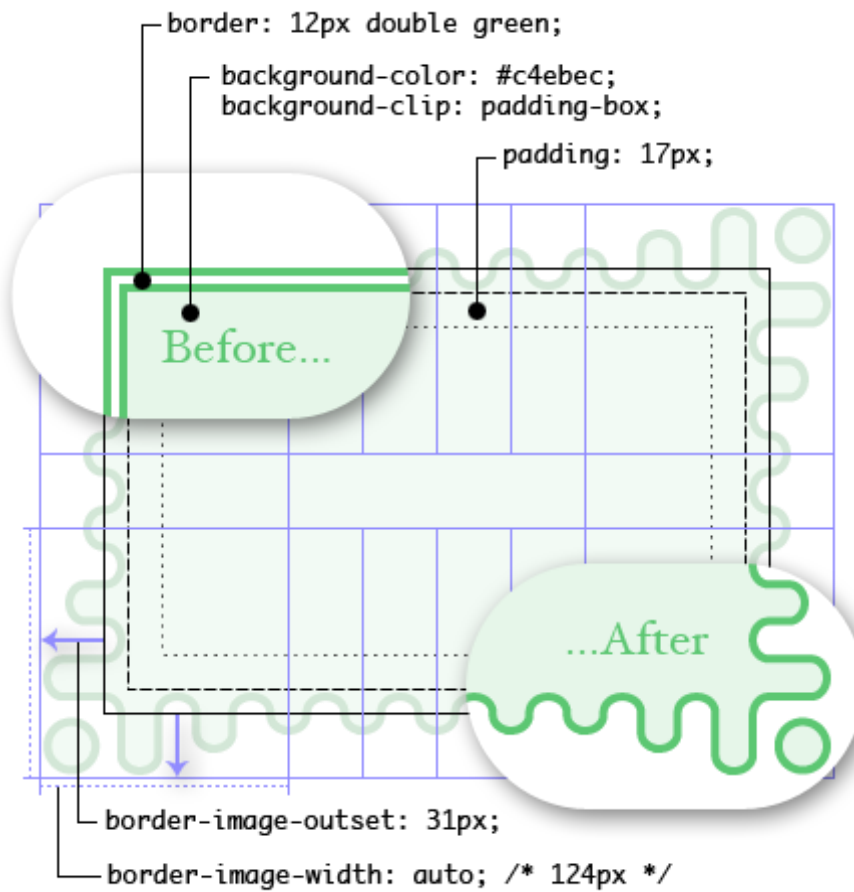 border: 12px double green;
background-color: #c4ebec;
background-clip: padding-box;
padding: 17px;
Before...
...After
border-image-outset: 31px;
border-image-width: auto; /* 124px */